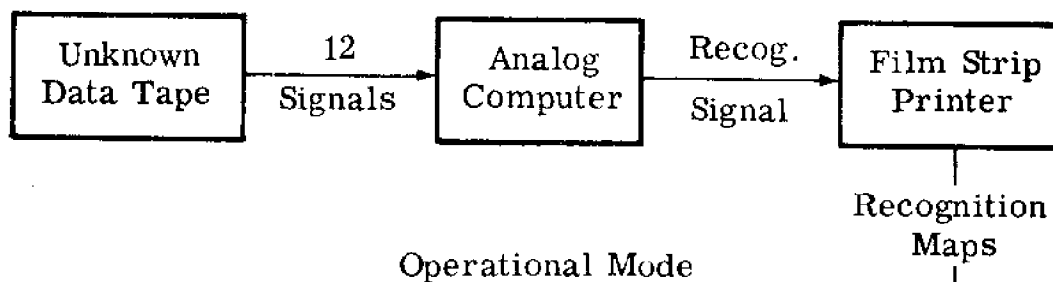 Unknown
Data Tape
12
Signals
Analog
Computer
Recog.
Signal
Film Strip
Printer
Recognition
Maps
Operational Mode